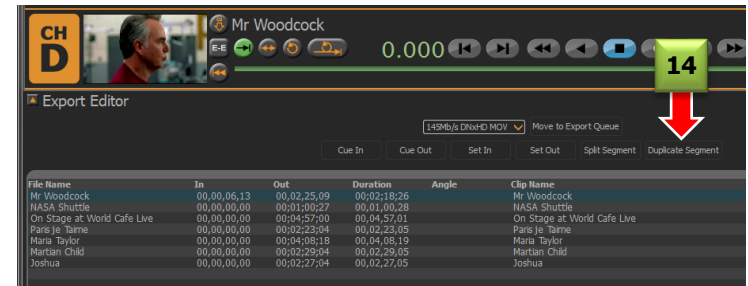 CH
D
Mr Woodcock
E-E
0.000
14
Export Editor
145Mb/s DNxHD MOV Move to Export Queue
Cue In Cue Out Set In Set Out Split Segment Duplicate Segment
File Name In Out Duration Angle Clip Name
Mr Woodcock 00,00,06,13 00,02,25,09 00;02;18;26 Mr Woodcock
NASA Shuttle 00,00,00,00 00;01;00;27 00,01,00,28 NASA Shuttle
On Stage at World Cafe Live 00,00,00,00 00;04;57;00 00,04,57,01 On Stage at World Cafe Live
Paris je Taime 00,00,00,00 00;02;23;04 00,02,23,05 Paris je Taime
Maria Taylor 00,00,00,00 00;04;08;18 00,04,08,19 Maria Taylor
Martian Child 00,00,00,00 00;02;29;04 00,02,29,05 Martian Child
Joshua 00,00,00,00 00;02;27;04 00,02,27,05 Joshua